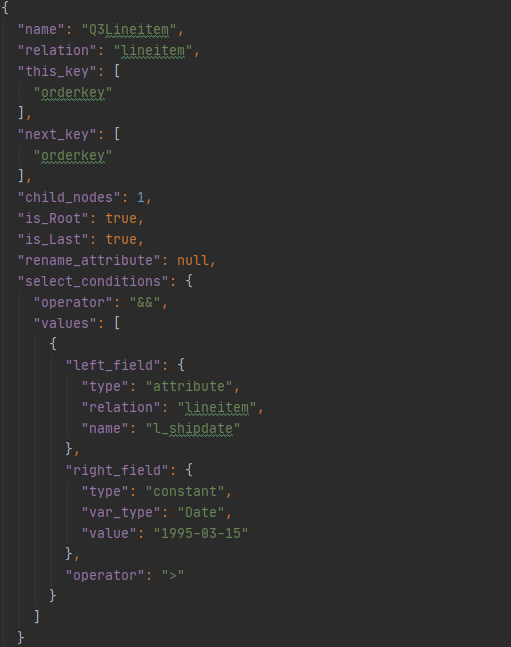 {
  "name": "Q3Lineitem",
  "relation": "lineitem",
  "this_key": [
    "orderkey"
  ],
  "next_key": [
    "orderkey"
  ],
  "child_nodes": 1,
  "is_Root": true,
  "is_Last": true,
  "rename_attribute": null,
  "select_conditions": {
    "operator": "&&",
    "values": [
      {
        "left_field": {
          "type": "attribute",
          "relation": "lineitem",
          "name": "l_shipdate"
        },
        "right_field": {
          "type": "constant",
          "var_type": "Date",
          "value": "1995-03-15"
        },
        "operator": ">"
      }
    ]
  }